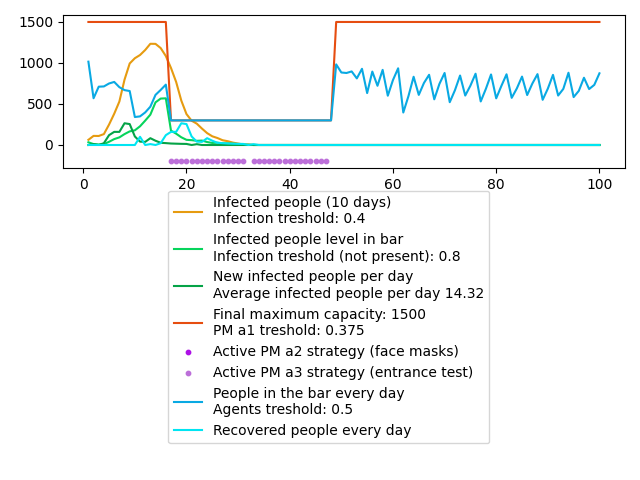 1500
1000
500
0
0
20
40
60
80
100
Infected people (10 days)
Infection treshold: 0.4
Infected people level in bar
Infection treshold (not present): 0.8
New infected people per day
Average infected people per day 14.32
Final maximum capacity: 1500
PM a1 treshold: 0.375
Active PM a2 strategy (face masks)
Active PM a3 strategy (entrance test)
People in the bar every day
Agents treshold: 0.5
Recovered people every day